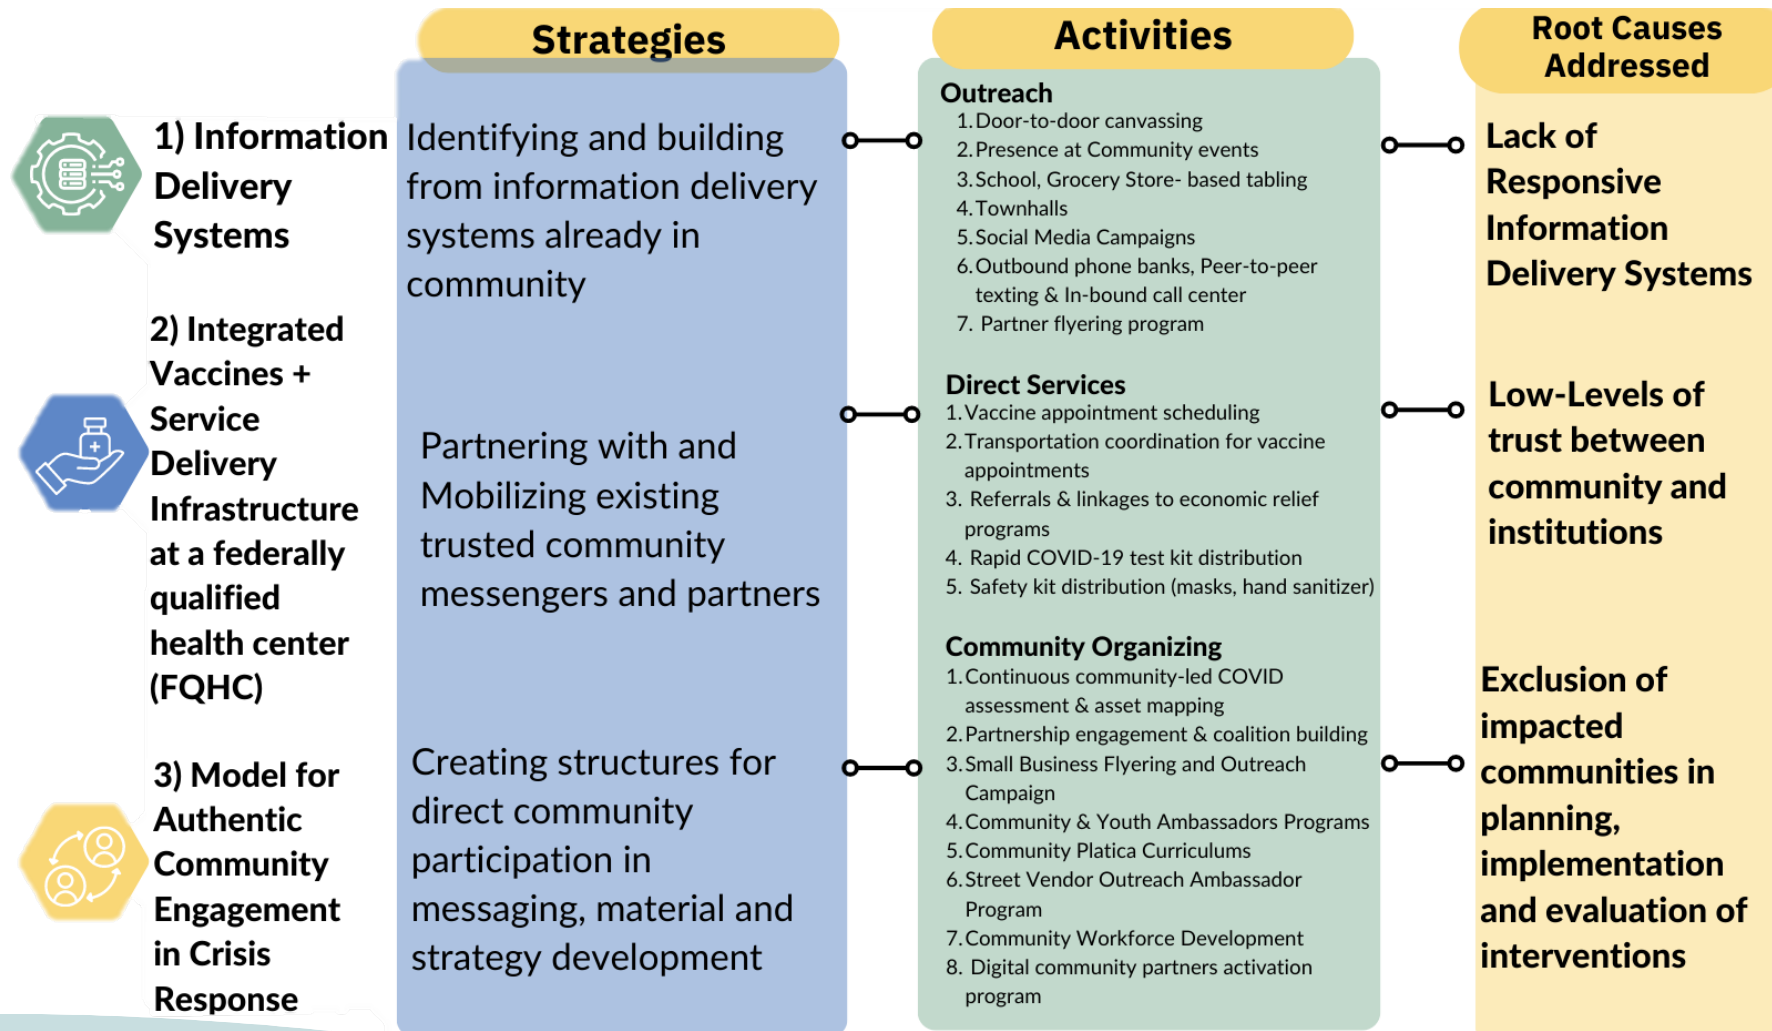 Strategies
Activities
Root Causes
Addressed
1) Information
Delivery
Systems
2) Integrated
Vaccines +
Service
Delivery
Infrastructure
at a federally
qualified
health center
(FQHC)
3) Model for
Authentic
Community
Engagement
in Crisis
Response
Identifying and building
from information delivery
systems already in
community
Partnering with and
Mobilizing existing
trusted community
messengers and partners
Creating structures for
direct community
participation in
messaging, material and
strategy development
Outreach
1. Door-to-door canvassing
2. Presence at Community events
3. School, Grocery Store- based tabling
4. Townhalls
5. Social Media Campaigns
6. Outbound phone banks, Peer-to-peer
texting & In-bound call center
7. Partner flyering program
Direct Services
1. Vaccine appointment scheduling
2. Transportation coordination for vaccine
appointments
3. Referrals & linkages to economic relief
programs
4. Rapid COVID-19 test kit distribution
5. Safety kit distribution (masks, hand sanitizer)
Community Organizing
1. Continuous community-led COVID
assessment & asset mapping
2. Partnership engagement & coalition building
3. Small Business Flyering and Outreach
Campaign
4. Community & Youth Ambassadors Programs
5. Community Platica Curriculums
6. Street Vendor Outreach Ambassador
Program
7. Community Workforce Development
8. Digital community partners activation
program
Lack of
Responsive
Information
Delivery Systems
Low-Levels of
trust between
community and
institutions
Exclusion of
impacted
communities in
planning,
implementation
and evaluation of
interventions